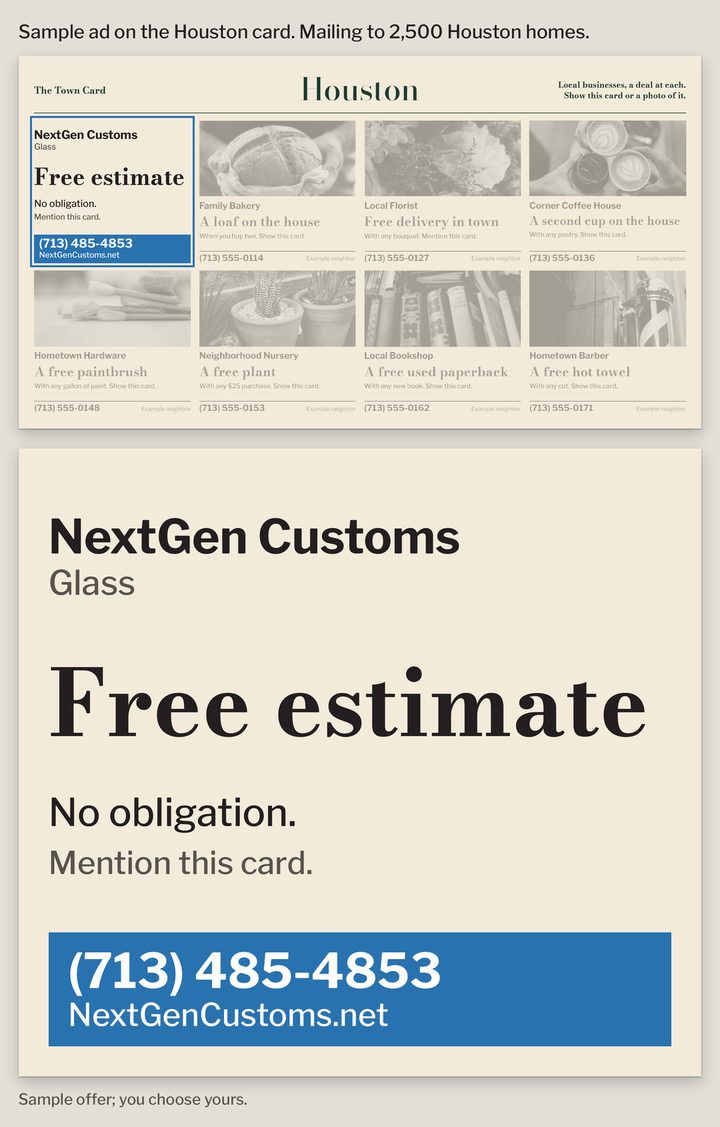 Sample ad on the Houston card. Mailing to 2,500 Houston homes.
The Town Card
Houston
Local businesses, a deal at each.
Show this card or a photo of it.
NextGen Customs
Glass
Free estimate
No obligation.
Mention this card.
(713) 485-4853
NextGenCustoms.net
Family Bakery
A loaf on the house
When you buy two. Show this card.
(713) 555-0114
Example neighbor
Local Florist
Free delivery in town
With any bouquet. Mention this card.
(713) 555-0127
Example neighbor
Corner Coffee House
A second cup on the house
With any pastry. Show this card.
(713) 555-0136
Example neighbor
Hometown Hardware
A free paintbrush
With any gallon of paint. Show this card.
(713) 555-0148
Example neighbor
Neighborhood Nursery
A free plant
With any $25 purchase. Show this card.
(713) 555-0153
Example neighbor
Local Bookshop
A free used paperback
With any new book. Show this card.
(713) 555-0162
Example neighbor
Hometown Barber
A free hot towel
With any cut. Show this card.
(713) 555-0171
Example neighbor
NextGen Customs
Glass
Free estimate
No obligation.
Mention this card.
(713) 485-4853
NextGenCustoms.net
Sample offer; you choose yours.